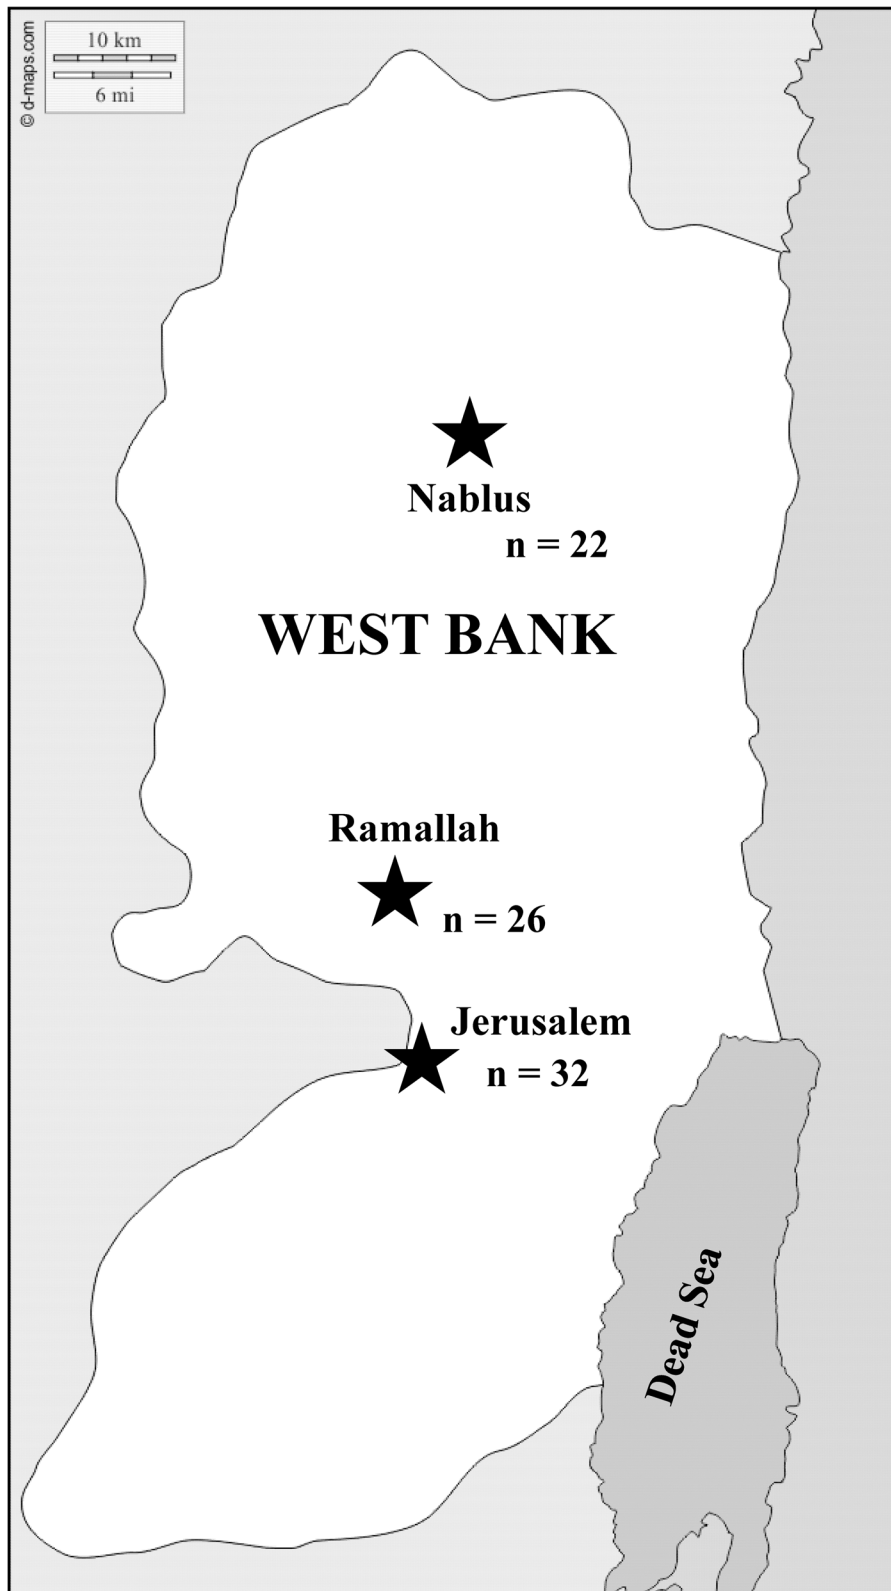 10 km
6 mi
© d-maps.com
Nablus
n = 22
WEST BANK
Ramallah
n = 26
Jerusalem
n = 32
Dead Sea